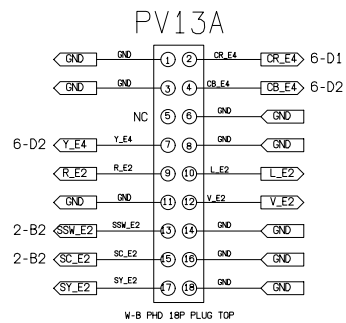 PV13A
GND GND 1 2 CR_E4 CR_E4 6-D1
GND GND 3 4 CB_E4 CB_E4 6-D2
NC 5 6 GND GND
6-D2 Y_E4 Y_E4 7 8 GND GND
R_E2 R_E2 9 10 L_E2 L_E2
GND GND 11 12 V_E2 V_E2
2-B2 SSW_E2 SSW_E2 13 14 GND GND
2-B2 SC_E2 SC_E2 15 16 GND GND
SY_E2 SY_E2 17 18 GND GND
W-B PHD 18P PLUG TOP